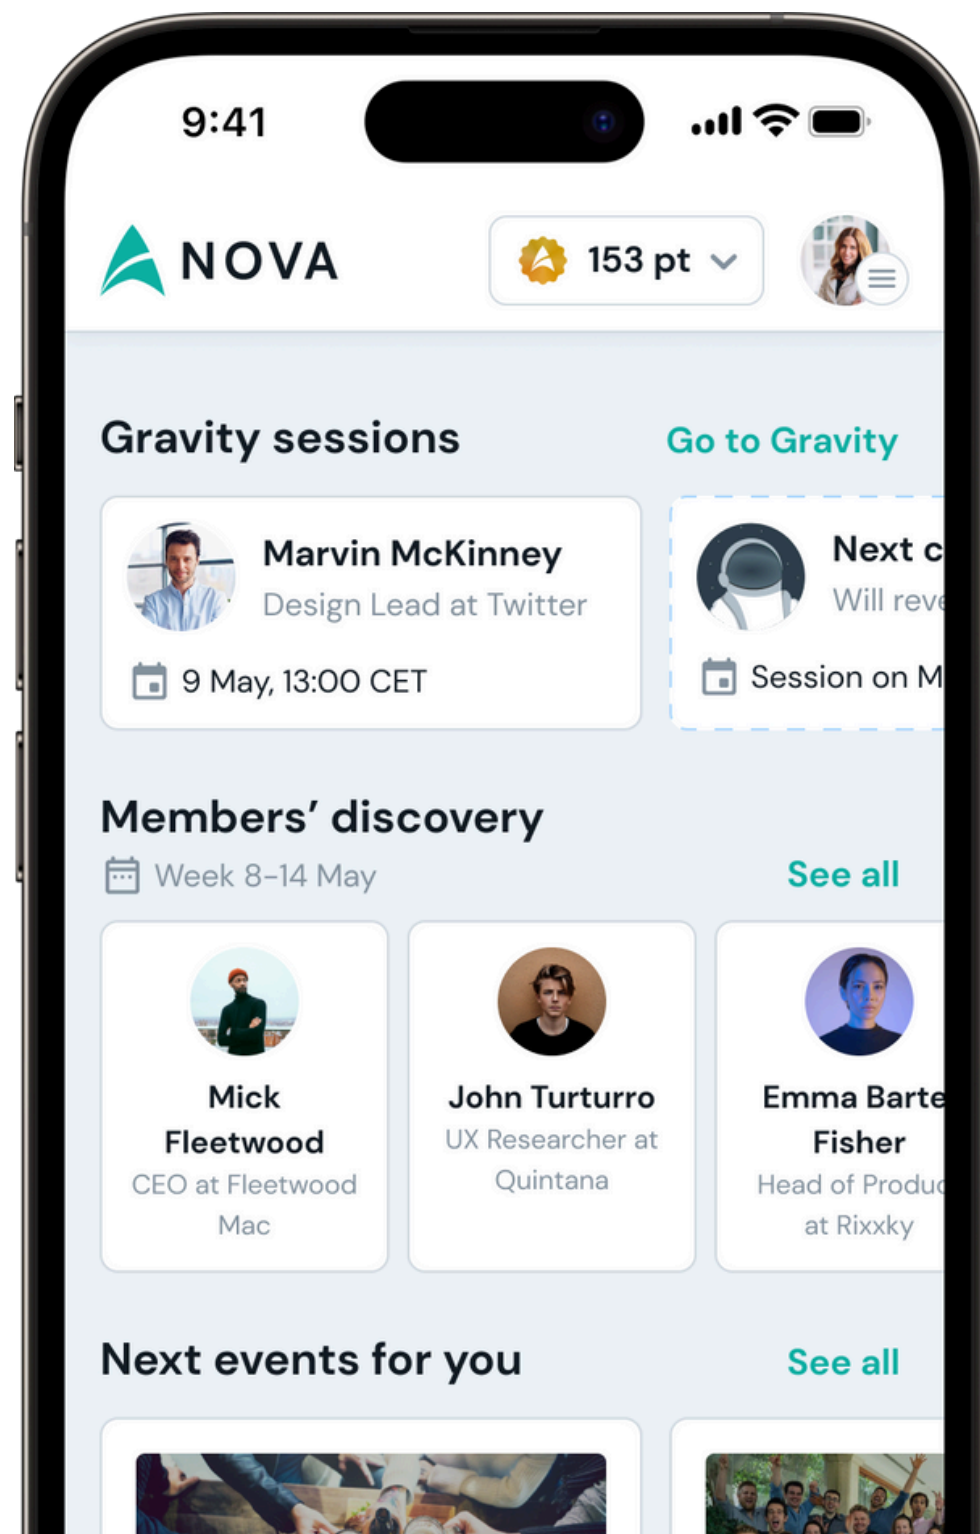 9:41
NOVA
153 pt
Gravity sessions
Go to Gravity
Marvin McKinney
Design Lead at Twitter
9 May, 13:00 CET
Next c
Will reve
Session on M
Members’ discovery
Week 8–14 May
See all
Mick
Fleetwood
CEO at Fleetwood
Mac
John Turturro
UX Researcher at
Quintana
Emma Barte
Fisher
Head of Produc
at Rixxky
Next events for you
See all